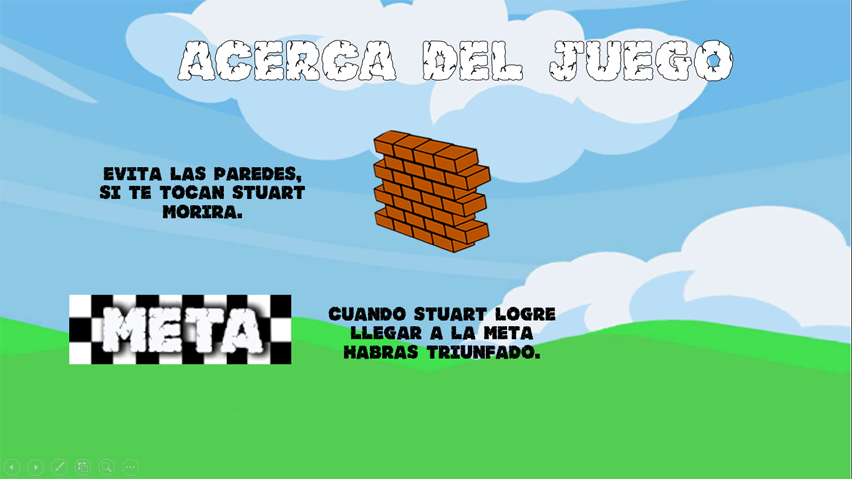 ACERCA DEL JUEGO
EVITA LAS PAREDES,
SI TE TOCAN STUART
MORIRA.
META
CUANDO STUART LOGRE
LLEGAR A LA META
HABRAS TRIUNFADO.